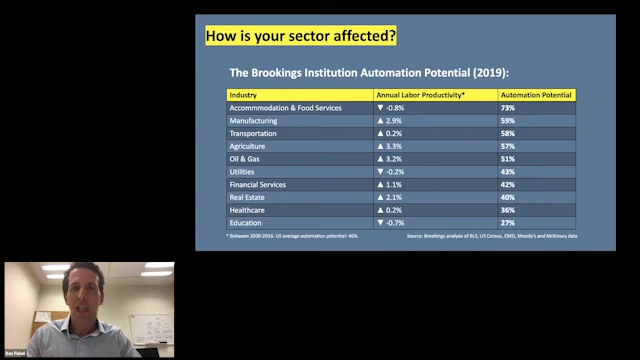 How is your sector affected?
The Brookings Institution Automation Potential (2019):
Industry Annual Labor Productivity* Automation Potential
Accommmodation & Food Services ▼ -0.8% 73%
Manufacturing ▲ 2.9% 59%
Transportation ▲ 0.2% 58%
Agriculture ▲ 3.3% 57%
Oil & Gas ▲ 3.2% 51%
Utilities ▼ -0.2% 43%
Financial Services ▲ 1.1% 42%
Real Estate ▲ 2.1% 40%
Healthcare ▲ 0.2% 36%
Education ▼ -0.7% 27%
* Between 2000-2016. US average automation potential: 46%. Source: Brookings analysis of BLS, US Census, EMSI, Moody's and McKinsey data